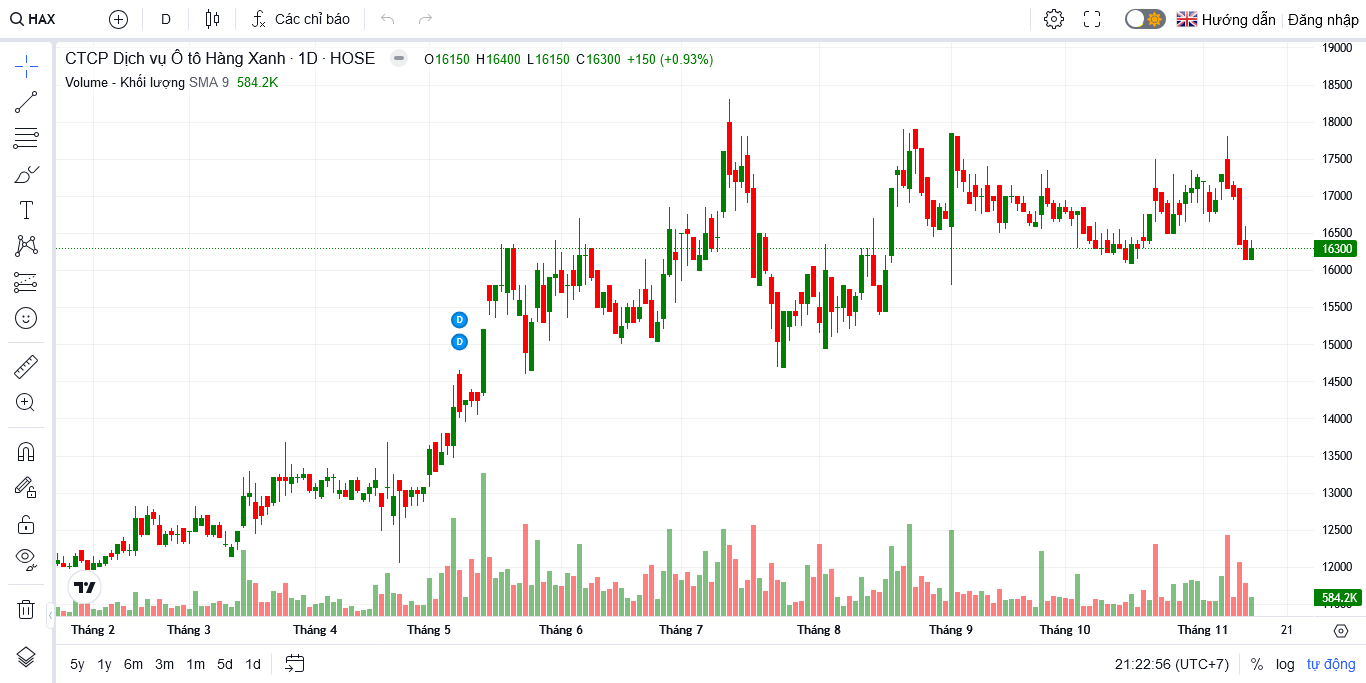 HAX D Các chỉ báo Hướng dẫn Đăng nhập
CTCP Dịch vụ Ô tô Hàng Xanh · 1D · HOSE O16150 H16400 L16150 C16300 +150 (+0.93%)
Volume - Khối lượng SMA 9 584.2K
19000
18500
18000
17500
17000
16500
16300
16000
15500
15000
14500
14000
13500
13000
12500
12000
584.2K
D
D
Tháng 2 Tháng 3 Tháng 4 Tháng 5 Tháng 6 Tháng 7 Tháng 8 Tháng 9 Tháng 10 Tháng 11 21
5y 1y 6m 3m 1m 5d 1d 21:22:56 (UTC+7) % log tự động